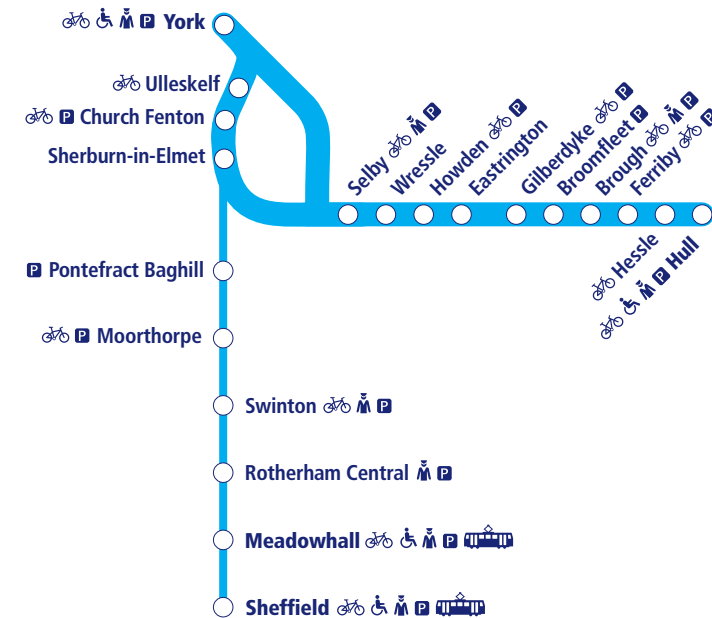 York
Ulleskelf
P Church Fenton
Sherburn-in-Elmet
Selby P
Wressle
Howden P
Eastrington
Gilberdyke P
Broomfleet P
Brough P
Ferriby P
Hessle
P Hull
P Pontefract Baghill
P Moorthorpe
Swinton P
Rotherham Central P
Meadowhall P
Sheffield P